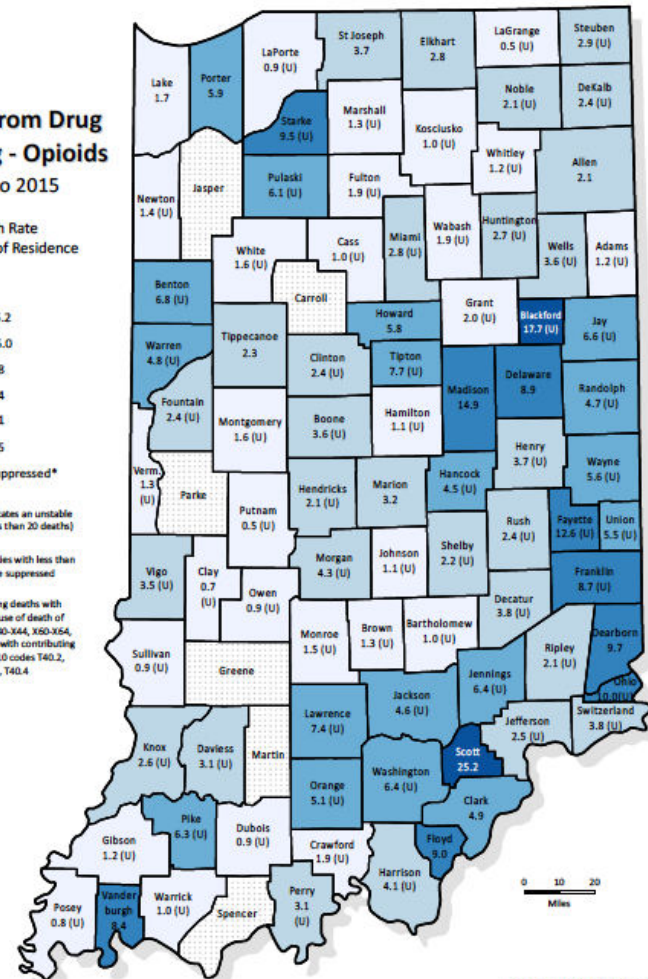 rom Drug
g - Opioids
o 2015
n Rate
of Residence
5.2
5.0
8
4
1
5
uppressed*
cates an unstable
s than 20 deaths)
ties with less than
e suppressed
ng deaths with
use of death of
40-X44, X60-X64,
with contributing
10 codes T40.2,
, T40.4
Lake
1.7
Porter
5.9
LaPorte
0.9 (U)
St Joseph
3.7
Elkhart
2.8
LaGrange
0.5 (U)
Steuben
2.9 (U)
Starke
9.5 (U)
Marshall
1.3 (U)
Kosciusko
1.0 (U)
Noble
2.1 (U)
DeKalb
2.4 (U)
Newton
1.4 (U)
Jasper
Pulaski
6.1 (U)
Fulton
1.9 (U)
Whitley
1.2 (U)
Allen
2.1
White
1.6 (U)
Cass
1.0 (U)
Miami
2.8 (U)
Wabash
1.9 (U)
Huntington
2.7 (U)
Wells
3.6 (U)
Adams
1.2 (U)
Benton
6.8 (U)
Carroll
Howard
5.8
Grant
2.0 (U)
Blackford
17.7 (U)
Jay
6.6 (U)
Warren
4.8 (U)
Tippecanoe
2.3
Clinton
2.4 (U)
Tipton
7.7 (U)
Madison
14.9
Delaware
8.9
Randolph
4.7 (U)
Fountain
2.4 (U)
Montgomery
1.6 (U)
Boone
3.6 (U)
Hamilton
1.1 (U)
Henry
3.7 (U)
Wayne
5.6 (U)
Verm.
1.3
(U)
Parke
Putnam
0.5 (U)
Hendricks
2.1 (U)
Marion
3.2
Hancock
4.5 (U)
Rush
2.4 (U)
Fayette
12.6 (U)
Union
5.5 (U)
Vigo
3.5 (U)
Clay
0.7
(U)
Owen
0.9 (U)
Morgan
4.3 (U)
Johnson
1.1 (U)
Shelby
2.2 (U)
Franklin
8.7 (U)
Decatur
3.8 (U)
Sullivan
0.9 (U)
Greene
Monroe
1.5 (U)
Brown
1.3 (U)
Bartholomew
1.0 (U)
Ripley
2.1 (U)
Dearborn
9.7
Jennings
6.4 (U)
Ohio
10.0(U)
Jackson
4.6 (U)
Jefferson
2.5 (U)
Switzerland
3.8 (U)
Knox
2.6 (U)
Daviess
3.1 (U)
Martin
Lawrence
7.4 (U)
Scott
25.2
Orange
5.1 (U)
Washington
6.4 (U)
Clark
4.9
Gibson
1.2 (U)
Pike
6.3 (U)
Dubois
0.9 (U)
Crawford
1.9 (U)
Floyd
9.0
Harrison
4.1 (U)
Posey
0.8 (U)
Vander
burgh
8.4
Warrick
1.0 (U)
Spencer
Perry
3.1
(U)
0 10 20
Miles